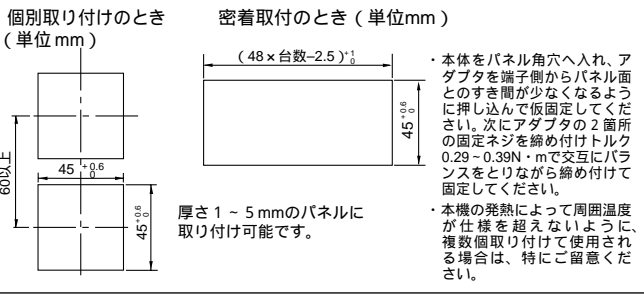 個別取り付けのとき
（単位 mm）
60以上
45 +0.6 0
45 +0.6 0
密着取付のとき（単位mm）
（48×台数–2.5）+1 0
45 +0.6 0
厚さ 1 ~ 5 mmのパネルに
取り付け可能です。
・本体をパネル角穴へ入れ、ア
ダプタを端子側からパネル面
とのすき間が少なくなるよう
に押し込んで仮固定してくだ
さい。次にアダプタの 2 箇所
の固定ネジを締め付けトルク
0.29 ~ 0.39N・mで交互にバラ
ンスをとりながら締め付けて
固定してください。
・本機の発熱によって周囲温度
が仕様を超えないように、
複数個取り付けて使用され
る場合は、特にご留意くだ
さい。